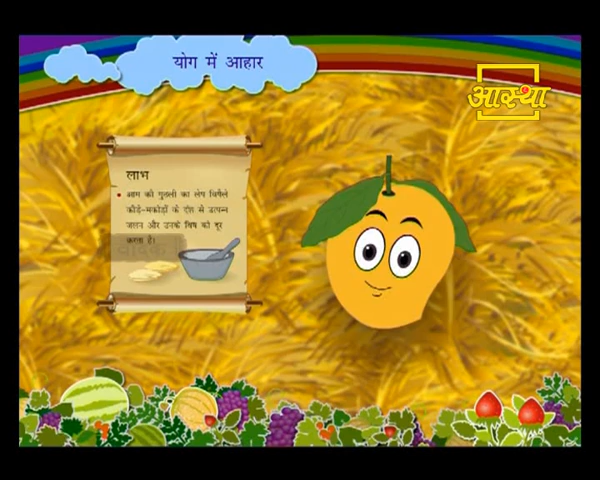 योग में आहार
आस्था
लाभ
• आम की गुठली का लेप विषैले
कीड़े-मकोड़ों के दंश से उत्पन्न
जलन और उनके विष को दूर
करता है।